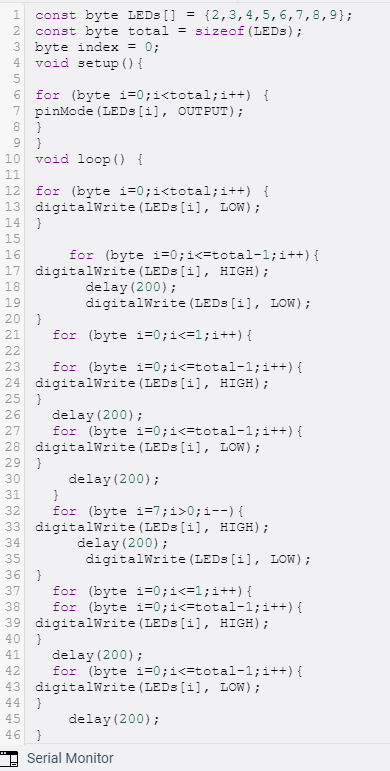 1 const byte LEDs[] = {2,3,4,5,6,7,8,9};
2 const byte total = sizeof(LEDs);
3 byte index = 0;
4 void setup(){
5
6 for (byte i=0;i<total;i++) {
7 pinMode(LEDs[i], OUTPUT);
8 }
9 }
10 void loop() {
11
12 for (byte i=0;i<total;i++) {
13 digitalWrite(LEDs[i], LOW);
14 }
15
16     for (byte i=0;i<=total-1;i++){
17 digitalWrite(LEDs[i], HIGH);
18       delay(200);
19       digitalWrite(LEDs[i], LOW);
20 }
21   for (byte i=0;i<=1;i++){
22
23   for (byte i=0;i<=total-1;i++){
24 digitalWrite(LEDs[i], HIGH);
25 }
26   delay(200);
27   for (byte i=0;i<=total-1;i++){
28 digitalWrite(LEDs[i], LOW);
29 }
30     delay(200);
31   }
32   for (byte i=7;i>0;i--){
33 digitalWrite(LEDs[i], HIGH);
34      delay(200);
35       digitalWrite(LEDs[i], LOW);
36 }
37   for (byte i=0;i<=1;i++){
38   for (byte i=0;i<=total-1;i++){
39 digitalWrite(LEDs[i], HIGH);
40 }
41   delay(200);
42   for (byte i=0;i<=total-1;i++){
43 digitalWrite(LEDs[i], LOW);
44 }
45     delay(200);
46 }
Serial Monitor